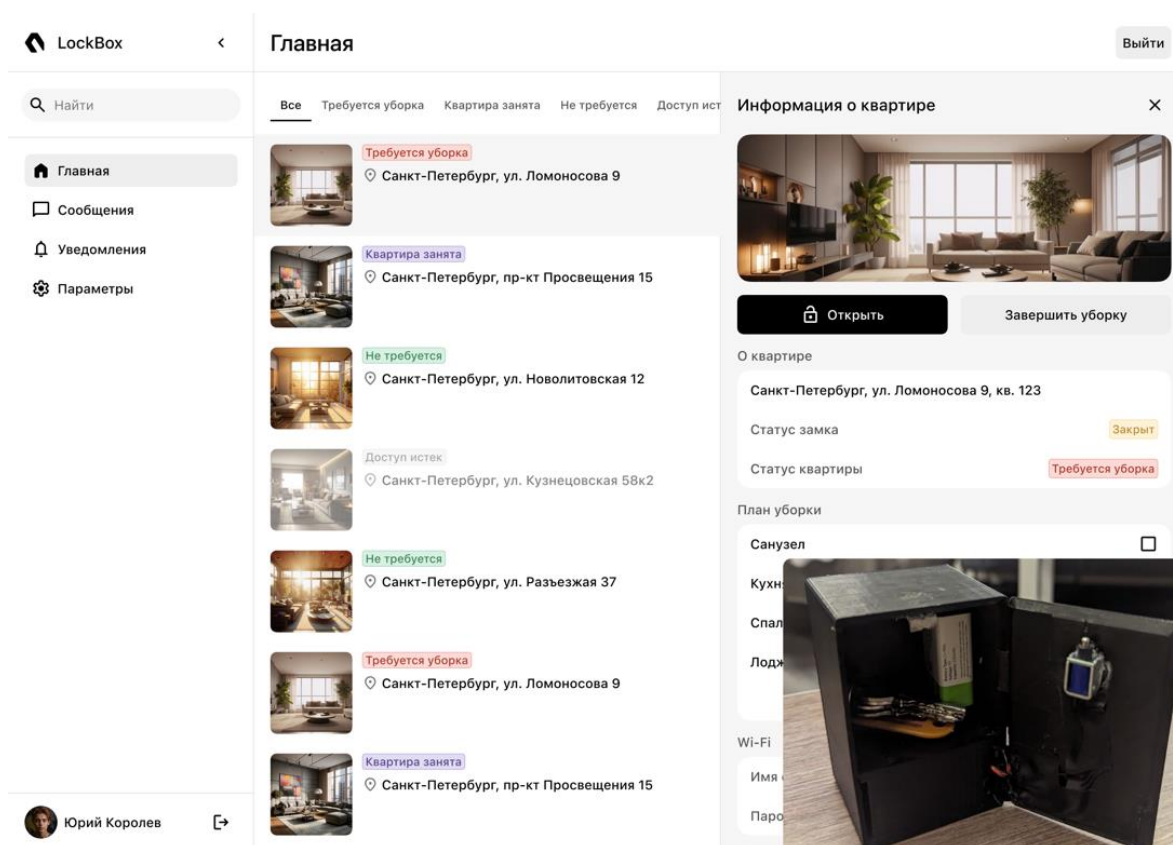 LockBox
Найти
Главная
Сообщения
Уведомления
Параметры
Юрий Королев
Главная
Выйти
Все Требуется уборка Квартира занята Не требуется Доступ
Требуется уборка
Санкт-Петербург, ул. Ломоносова 9
Квартира занята
Санкт-Петербург, пр-кт Просвещения 15
Не требуется
Санкт-Петербург, ул. Новолитовская 12
Доступ истек
Санкт-Петербург, ул. Кузнецовская 58к2
Не требуется
Санкт-Петербург, ул. Разъезжая 37
Требуется уборка
Санкт-Петербург, ул. Ломоносова 9
Квартира занята
Санкт-Петербург, пр-кт Просвещения 15
Информация о квартире
Открыть
Завершить уборку
О квартире
Санкт-Петербург, ул. Ломоносова 9, кв. 123
Статус замка Закрыт
Статус квартиры Требуется уборка
План уборки
Санузел
Wi-Fi